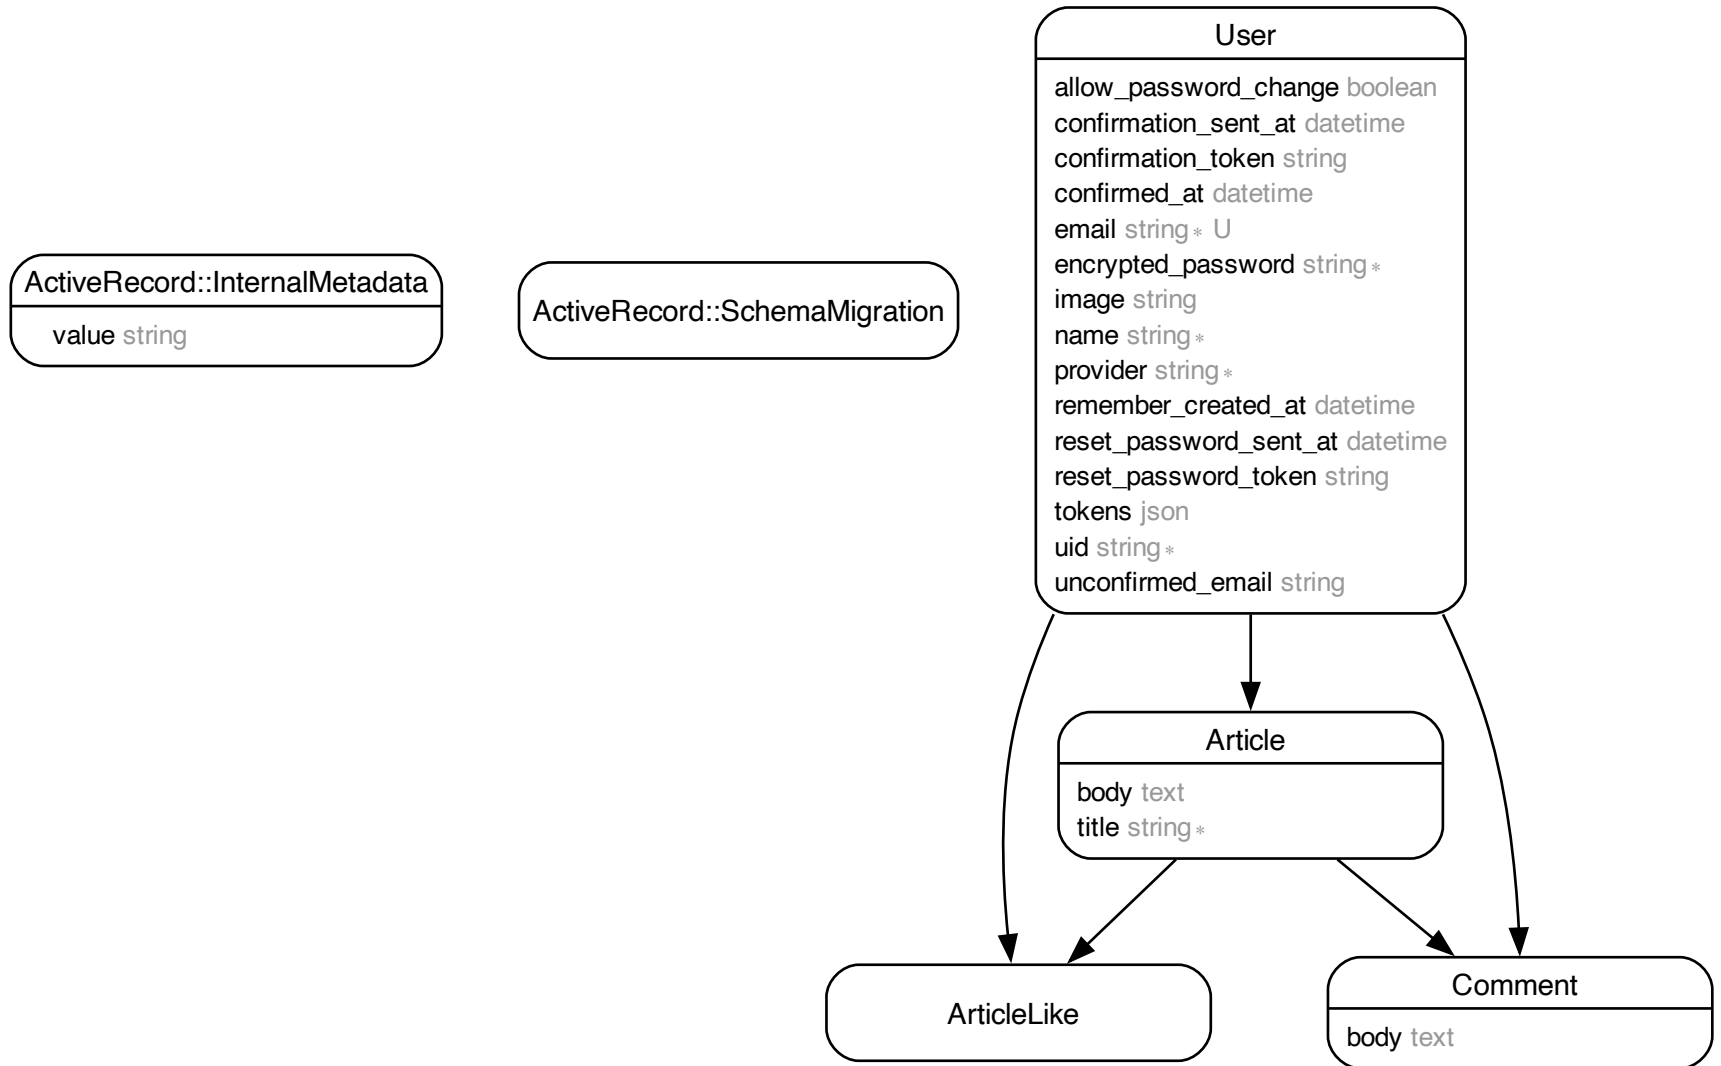 ActiveRecord::InternalMetadata
value string
ActiveRecord::SchemaMigration
User
allow_password_change boolean
confirmation_sent_at datetime
confirmation_token string
confirmed_at datetime
email string * U
encrypted_password string *
image string
name string *
provider string *
remember_created_at datetime
reset_password_sent_at datetime
reset_password_token string
tokens json
uid string *
unconfirmed_email string
Article
body text
title string *
ArticleLike
Comment
body text